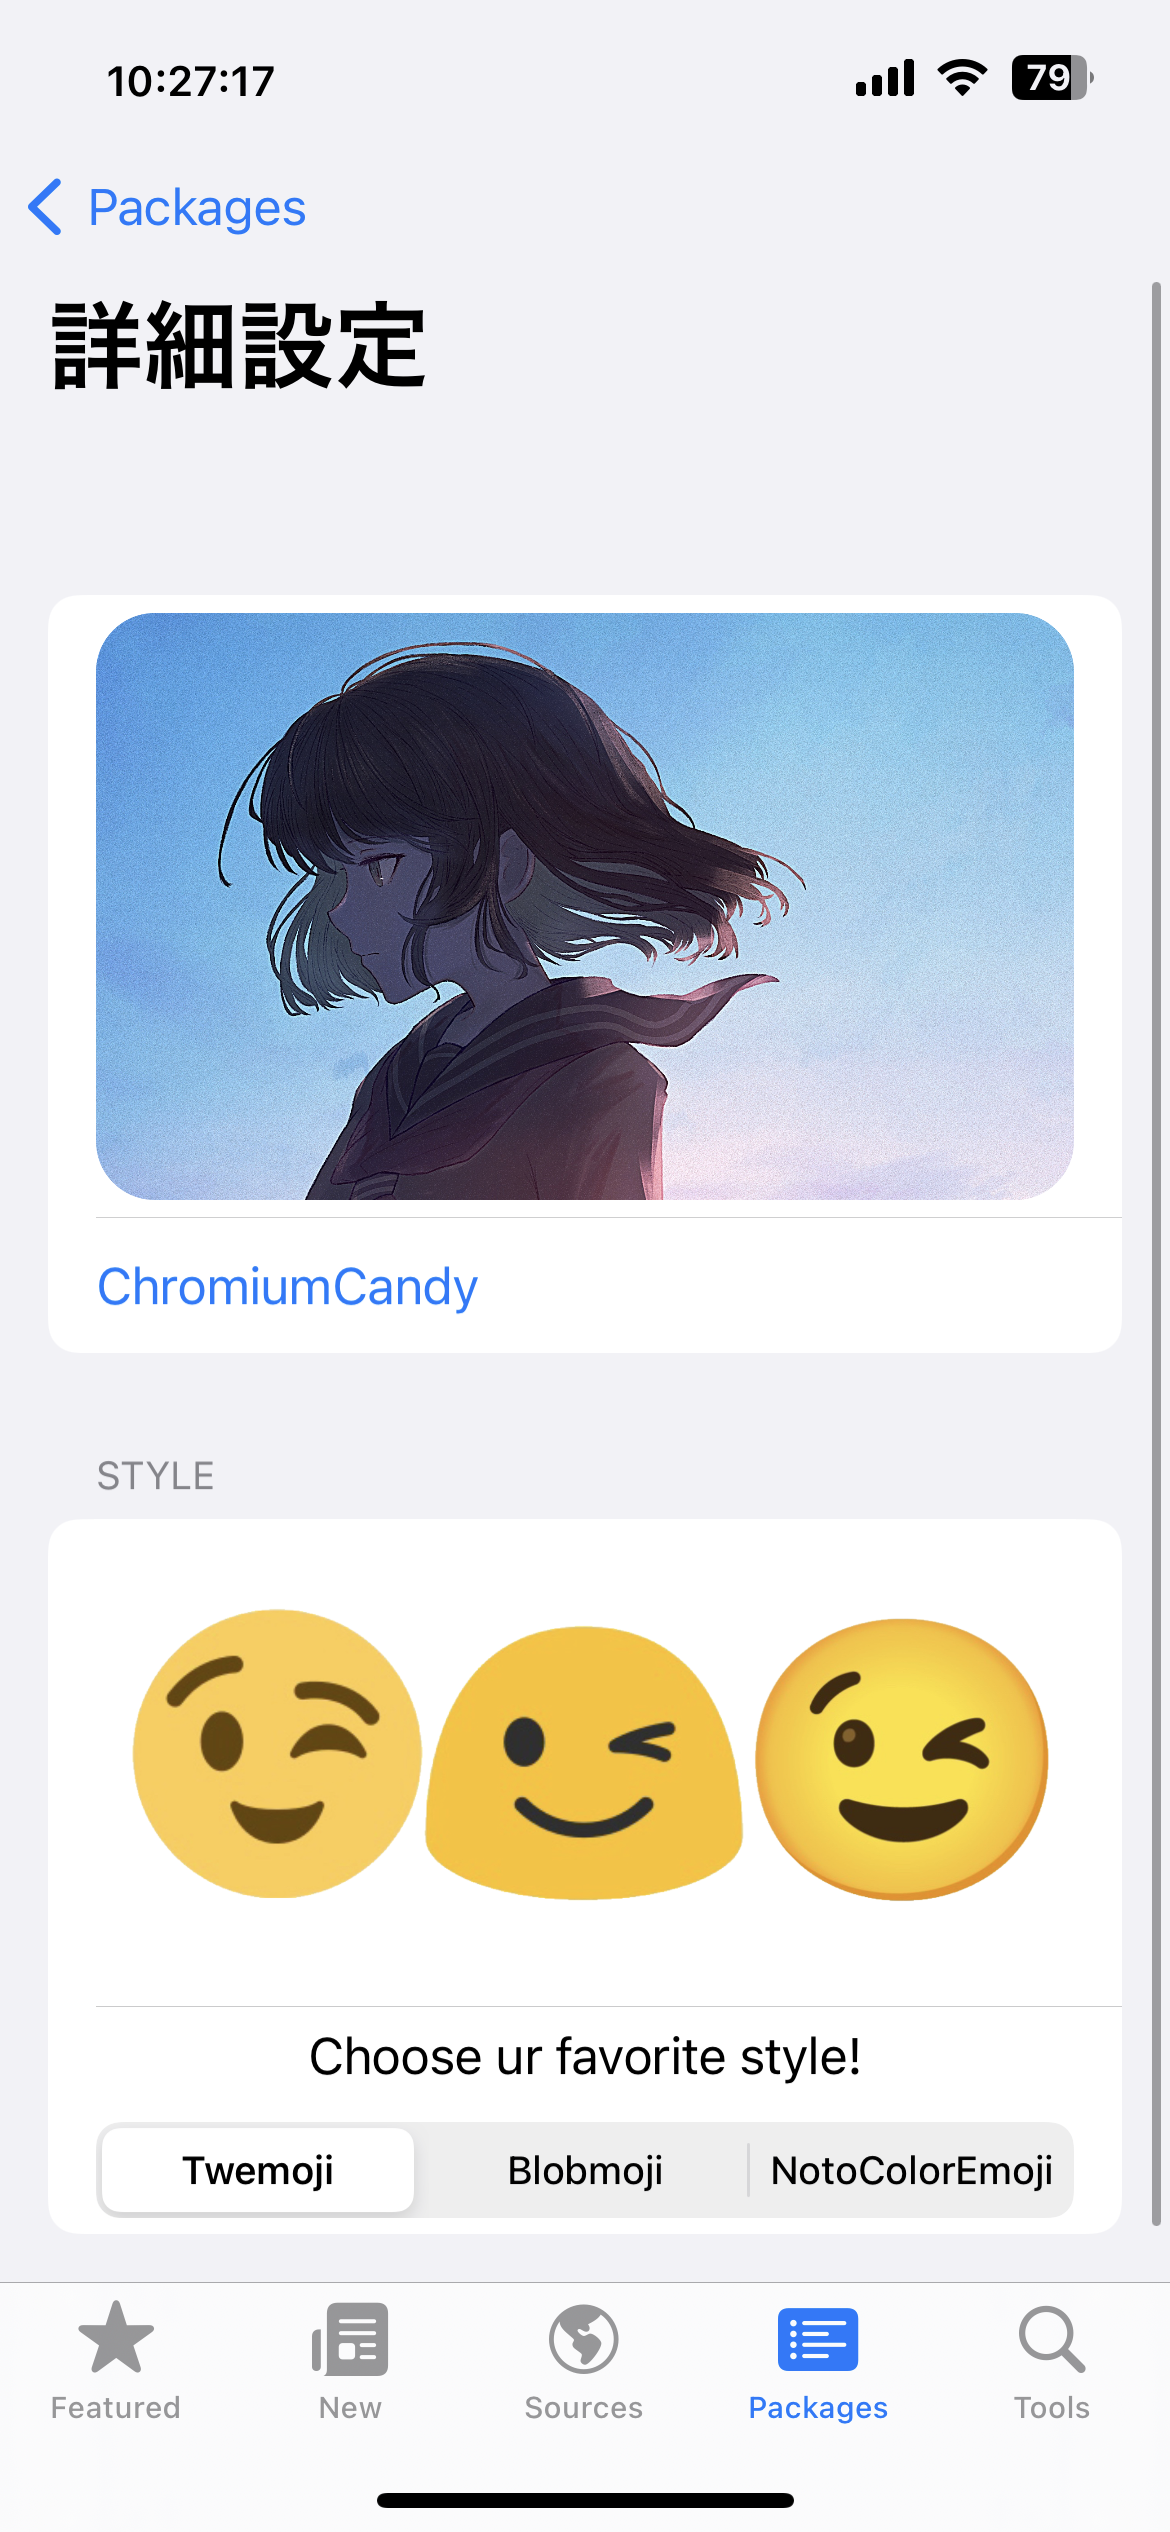 10:27:17
79
Packages
詳細設定
ChromiumCandy
STYLE
Choose ur favorite style!
Twemoji
Blobmoji
NotoColorEmoji
Featured
New
Sources
Packages
Tools